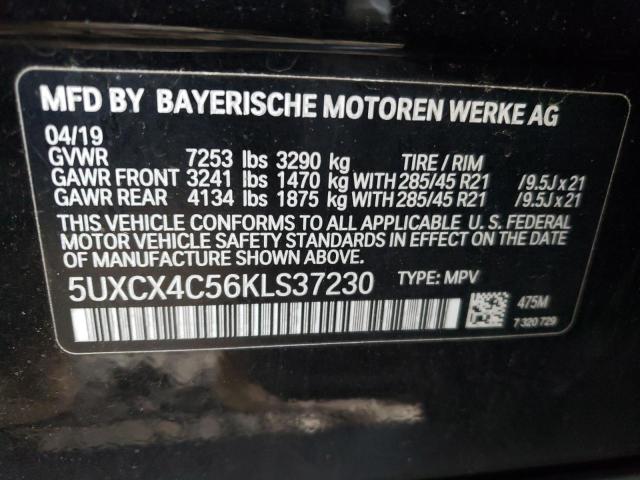 MFD BY BAYERISCHE MOTOREN WERKE AG
04/19
GVWR 7253 lbs 3290 kg TIRE / RIM
GAWR FRONT 3241 lbs 1470 kg WITH 285/45 R21 /9.5J x 21
GAWR REAR 4134 lbs 1875 kg WITH 285/45 R21 /9.5J x 21
THIS VEHICLE CONFORMS TO ALL APPLICABLE U. S. FEDERAL
MOTOR VEHICLE SAFETY STANDARDS IN EFFECT ON THE DATE
OF MANUFACTURE SHOWN ABOVE.
5UXCX4C56KLS37230 TYPE: MPV
475M
7 320 729